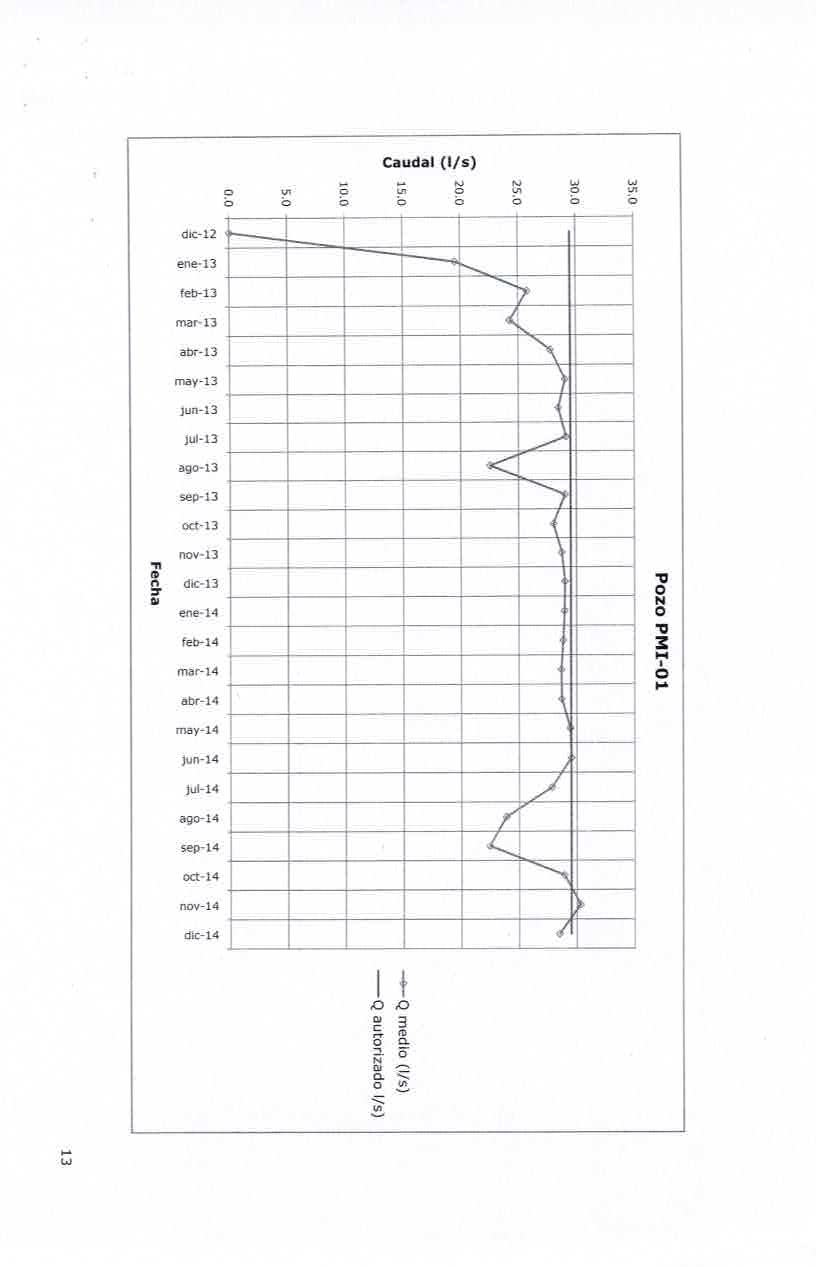 Pozo PMI-01
Caudal (l/s)
35.0
30.0
25.0
20.0
15.0
10.0
5.0
0.0
dic-12
ene-13
feb-13
mar-13
abr-13
may-13
jun-13
jul-13
ago-13
sep-13
oct-13
nov-13
dic-13
ene-14
feb-14
mar-14
abr-14
may-14
jun-14
jul-14
ago-14
sep-14
oct-14
nov-14
dic-14
Fecha
Q medio (l/s)
Q autorizado l/s)
13